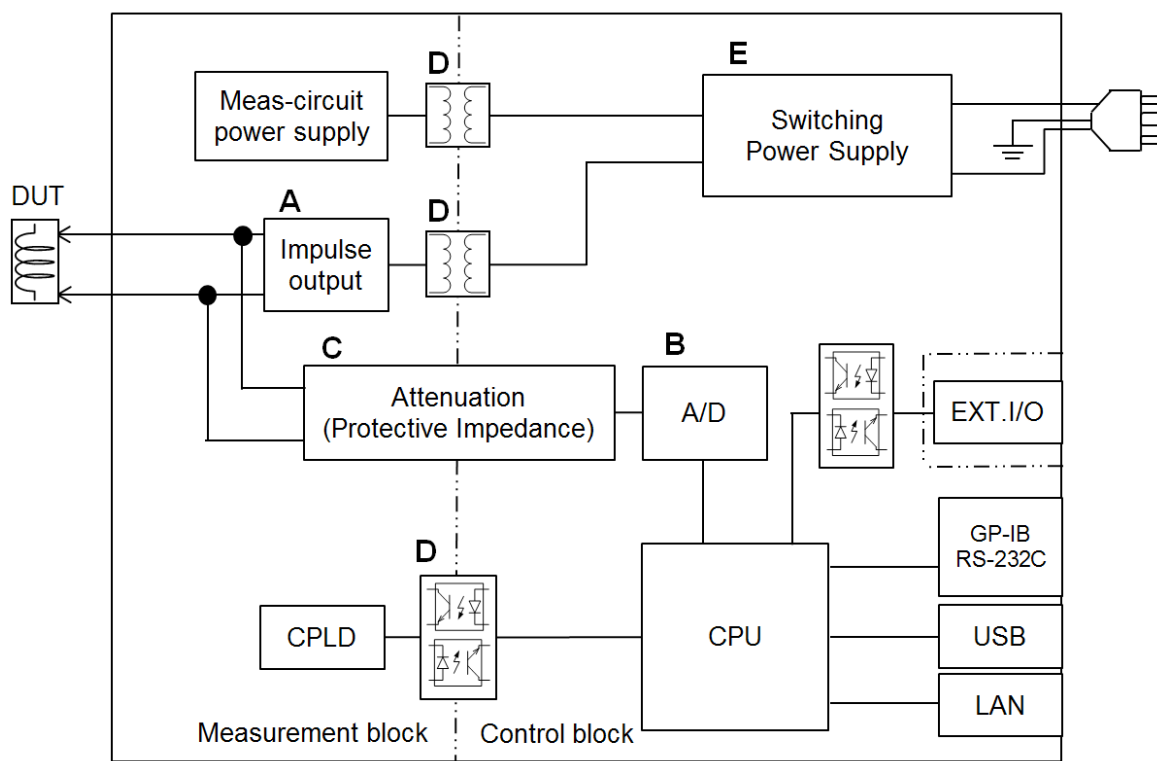 D
E
Meas-circuit
power supply
Switching
Power Supply
DUT
A
D
Impulse
output
C
B
Attenuation
(Protective Impedance)
A/D
EXT.I/O
GP-IB
RS-232C
D
CPLD
CPU
USB
LAN
Measurement block
Control block